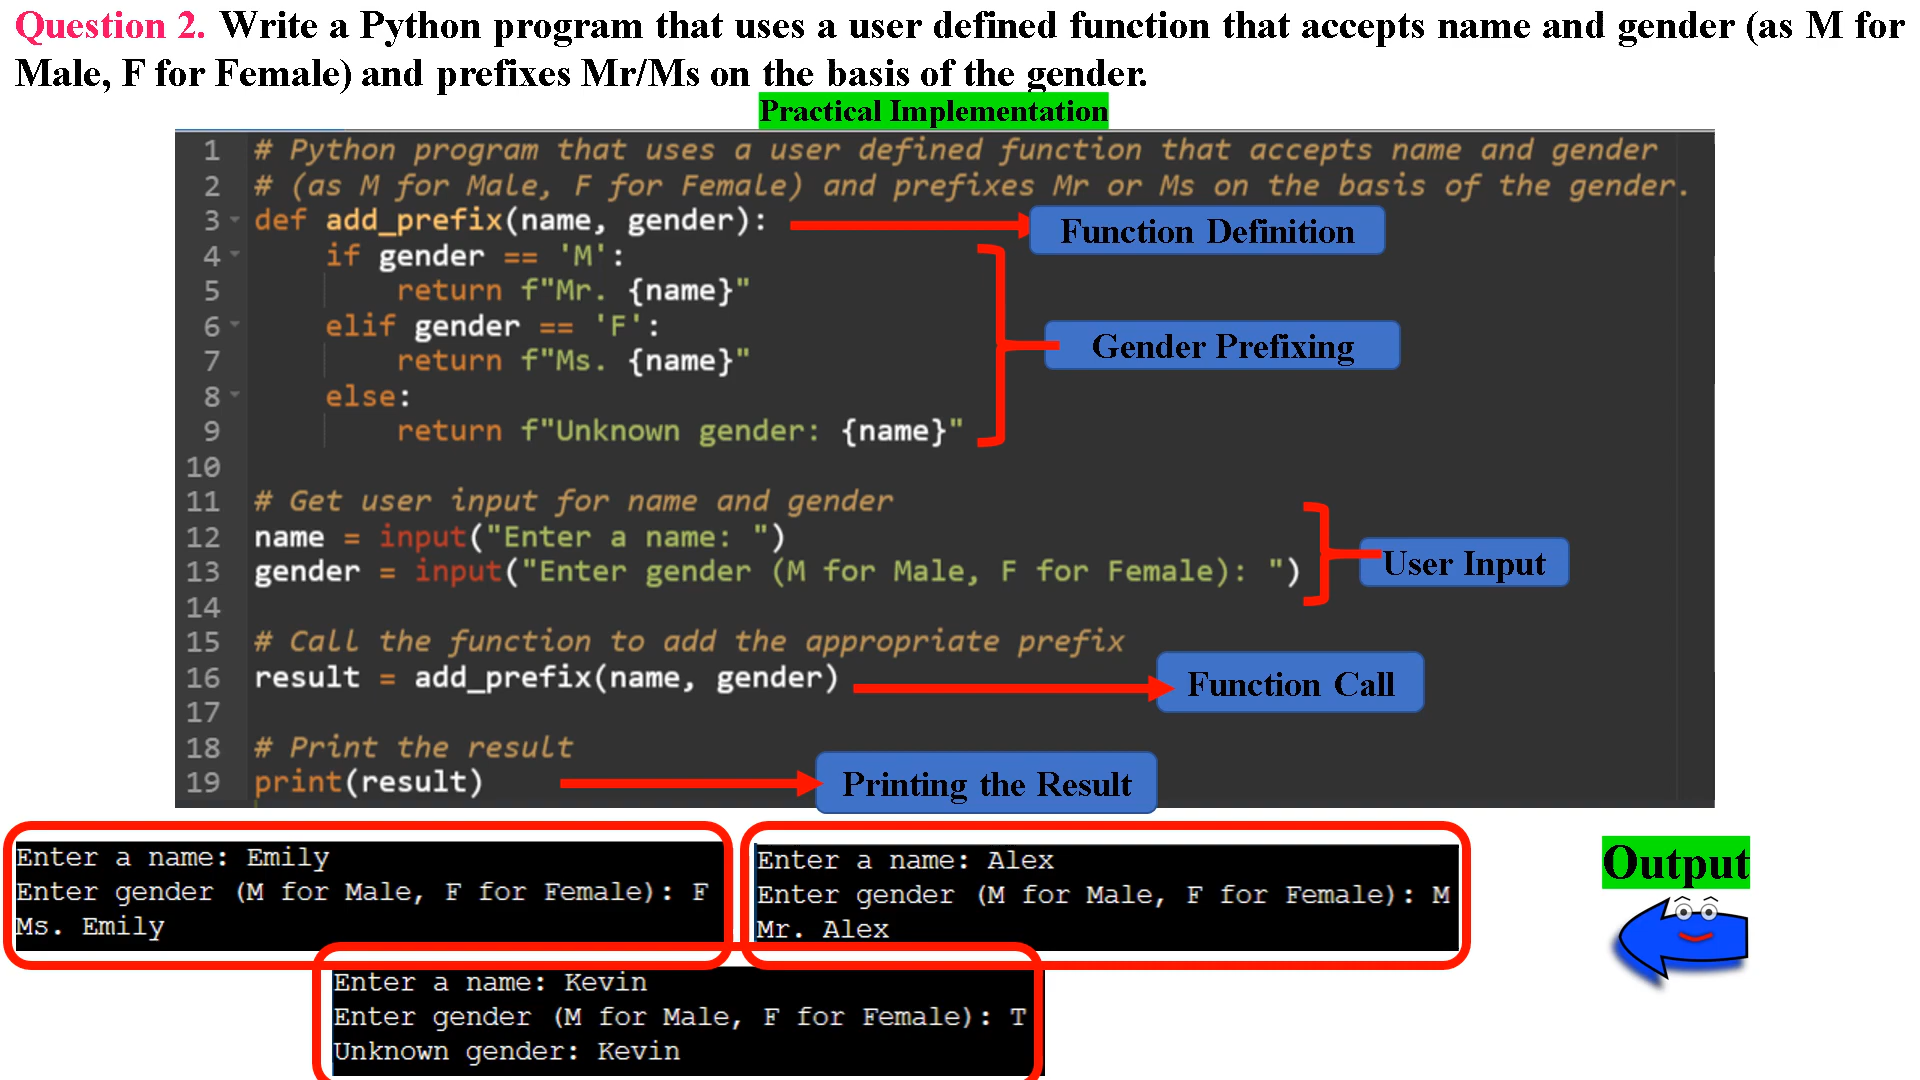 Question 2. Write a Python program that uses a user defined function that accepts name and gender (as M for
Male, F for Female) and prefixes Mr/Ms on the basis of the gender.
Practical Implementation
1 # Python program that uses a user defined function that accepts name and gender
2 # (as M for Male, F for Female) and prefixes Mr or Ms on the basis of the gender.
3 def add_prefix(name, gender):
Function Definition
4 if gender == 'M':
5 return f"Mr. {name}"
6 elif gender == 'F':
Gender Prefixing
7 return f"Ms. {name}"
8 else:
9 return f"Unknown gender: {name}"
10
11 # Get user input for name and gender
12 name = input("Enter a name: ")
13 gender = input("Enter gender (M for Male, F for Female): ")
User Input
14
15 # Call the function to add the appropriate prefix
16 result = add_prefix(name, gender)
Function Call
17
18 # Print the result
19 print(result)
Printing the Result
Enter a name: Emily
Enter gender (M for Male, F for Female): F
Ms. Emily
Enter a name: Alex
Enter gender (M for Male, F for Female): M
Mr. Alex
Output
Enter a name: Kevin
Enter gender (M for Male, F for Female): T
Unknown gender: Kevin